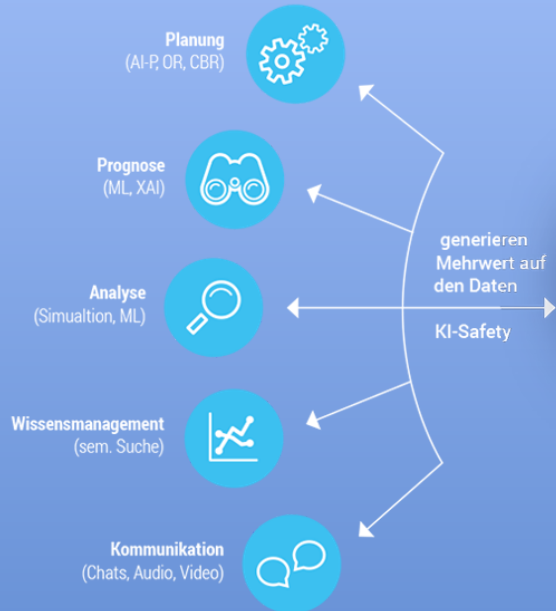 Planung
(AI-P, OR, CBR)
Prognose
(ML, XAI)
generieren
Mehrwert auf
den Daten
Analyse
(Simualtion, ML)
KI-Safety
Wissensmanagement
(sem. Suche)
Kommunikation
(Chats, Audio, Video)